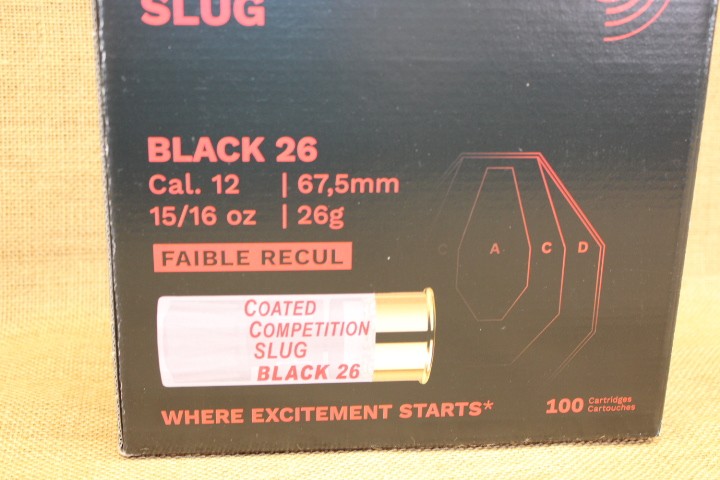 SLUG
BLACK 26
Cal. 12 | 67,5mm
15/16 oz | 26g
FAIBLE RECUL
C A C D
COATED
COMPETITION
SLUG
BLACK 26
WHERE EXCITEMENT STARTS*
100 Cartridges
Cartouches